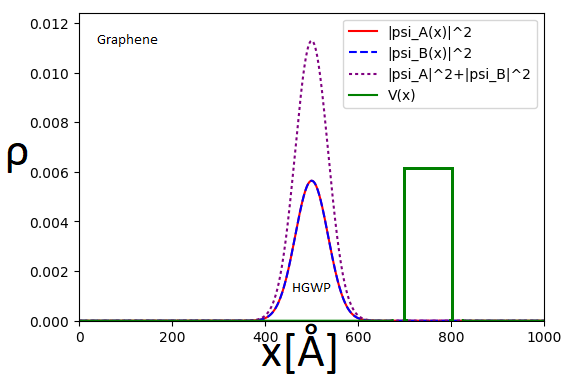 Graphene
|psi_A(x)|^2
|psi_B(x)|^2
|psi_A|^2+|psi_B|^2
V(x)
0.012
0.010
0.008
0.006
0.004
0.002
0.000
ρ
HGWP
0 200 400 600 800 1000
x[Å]